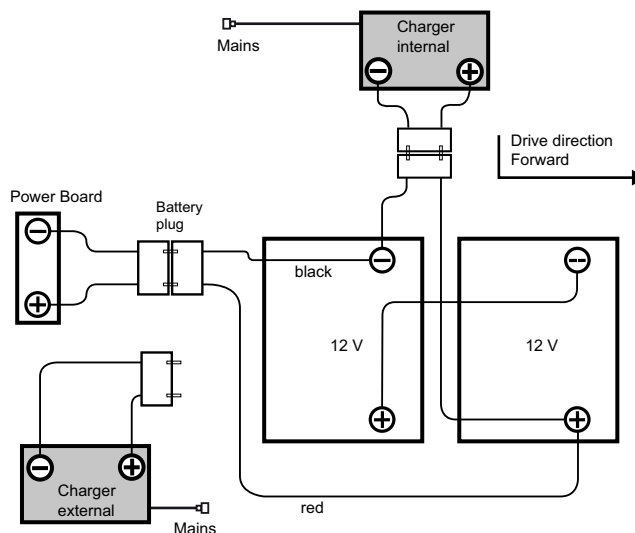 Charger
internal
Mains
Drive direction
Forward
Power Board
Battery
plug
black
12 V
12 V
Charger
external
red
Mains